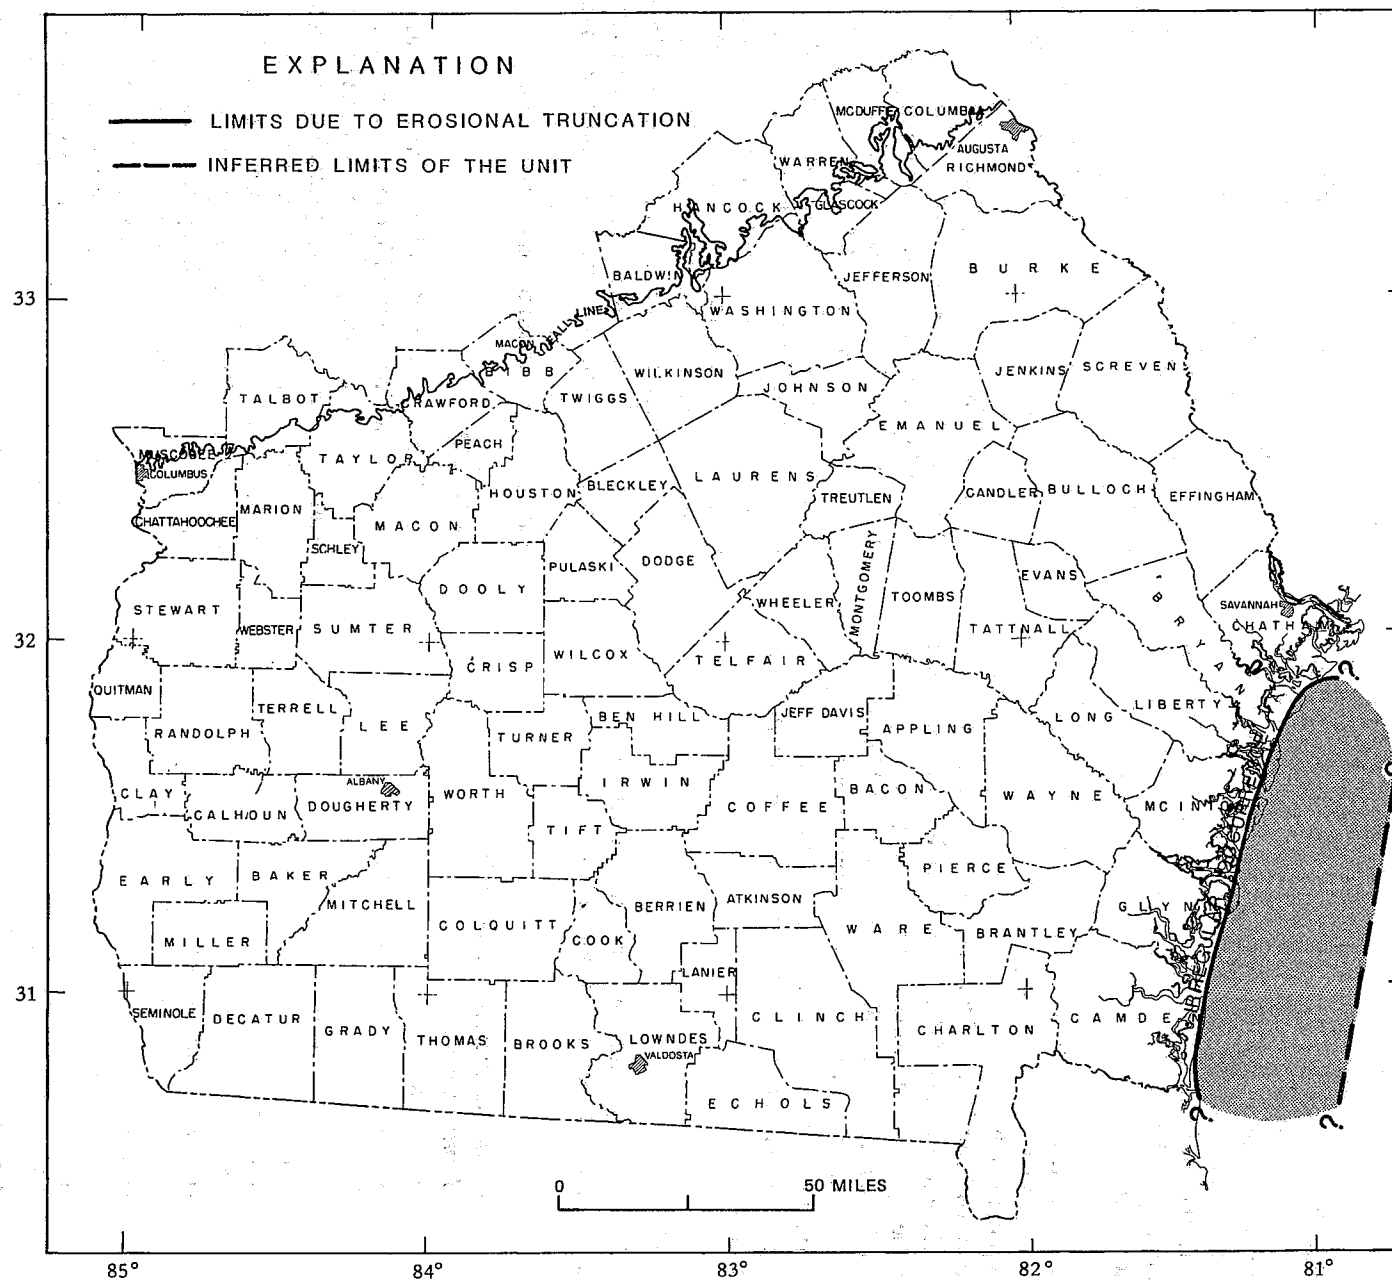 EXPLANATION
LIMITS DUE TO EROSIONAL TRUNCATION
INFERRED LIMITS OF THE UNIT
MCDUFFE
COLUMBIA
AUGUSTA
RICHMOND
WARREN
GLASCOCK
HANCOCK
BALDWIN
JEFFERSON
BURKE
33
WASHINGTON
FALL LINE
MACON
BIBB
WILKINSON
JENKINS
SCREVEN
TALBOT
CRAWFORD
TWIGGS
JOHNSON
EMANUEL
PEACH
MUSCOGEE
COLUMBUS
TAYLOR
LAURENS
HOUSTON
BLECKLEY
TREUTLEN
CANDLER
BULLOCH
EFFINGHAM
CHATTAHOOCHEE
MARION
MACON
SCHLEY
DODGE
PULASKI
MONTGOMERY
EVANS
BRYAN
DOOLY
STEWART
WHEELER
TOOMBS
SAVANNAH
CHATHAM
WEBSTER
SUMTER
TATTNALL
32
CRISP
WILCOX
TELFAIR
?
QUITMAN
TERRELL
LEE
BEN HILL
JEFF DAVIS
APPLING
LONG
LIBERTY
RANDOLPH
TURNER
ALBANY
CLAY
CALHOUN
DOUGHERTY
WORTH
IRWIN
COFFEE
BACON
WAYNE
MCINTOSH
TIFT
EARLY
BAKER
MITCHELL
PIERCE
ATKINSON
BERRIEN
GLYNN
MILLER
COLQUITT
COOK
WARE
BRANTLEY
LANIER
31
SEMINOLE
DECATUR
GRADY
THOMAS
BROOKS
LOWNDES
VALDOSTA
CLINCH
CHARLTON
CAMDEN
ECHOLS
?
?
0 50 MILES
85° 84° 83° 82° 81°